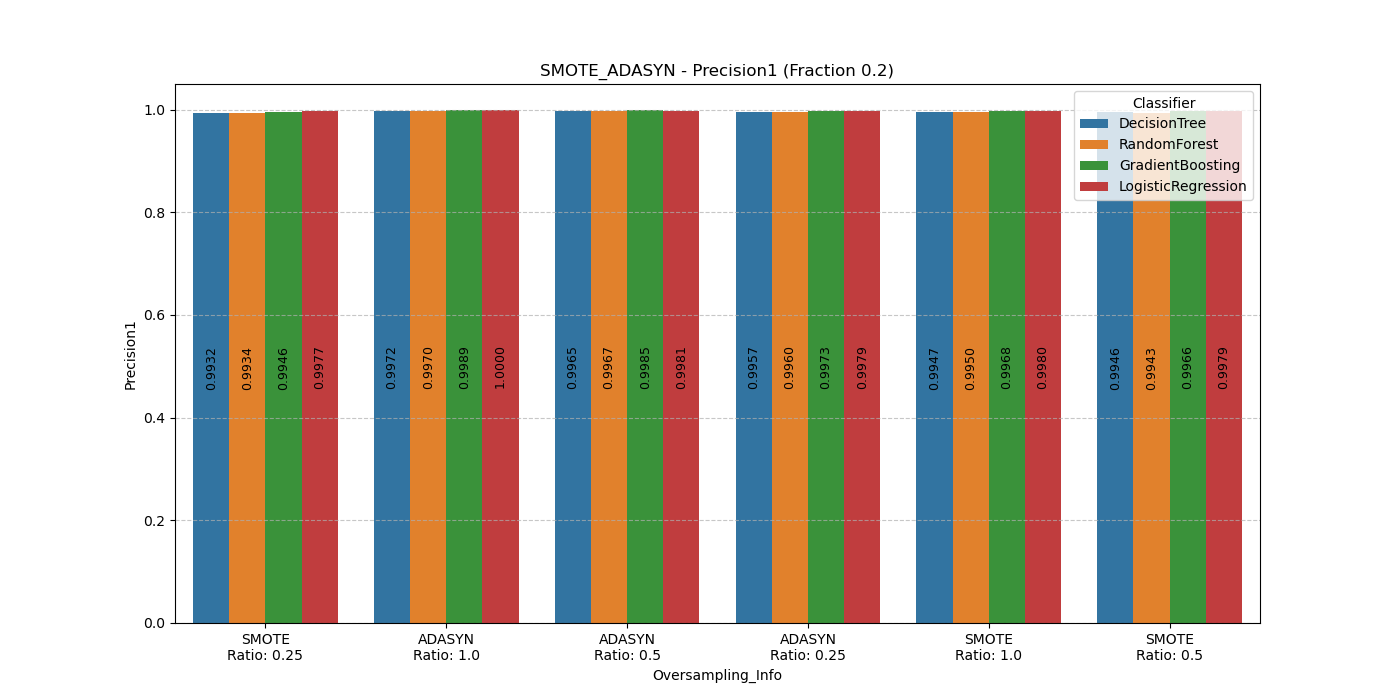 SMOTE_ADASYN - Precision1 (Fraction 0.2)
Classifier
DecisionTree
RandomForest
GradientBoosting
LogisticRegression
Precision1
1.0
0.8
0.6
0.4
0.2
0.0
0.9932
0.9934
0.9946
0.9977
0.9972
0.9970
0.9989
1.0000
0.9965
0.9967
0.9985
0.9981
0.9957
0.9960
0.9973
0.9979
0.9947
0.9950
0.9968
0.9980
0.9946
0.9943
0.9966
0.9979
SMOTE
Ratio: 0.25
ADASYN
Ratio: 1.0
ADASYN
Ratio: 0.5
ADASYN
Ratio: 0.25
SMOTE
Ratio: 1.0
SMOTE
Ratio: 0.5
Oversampling_Info